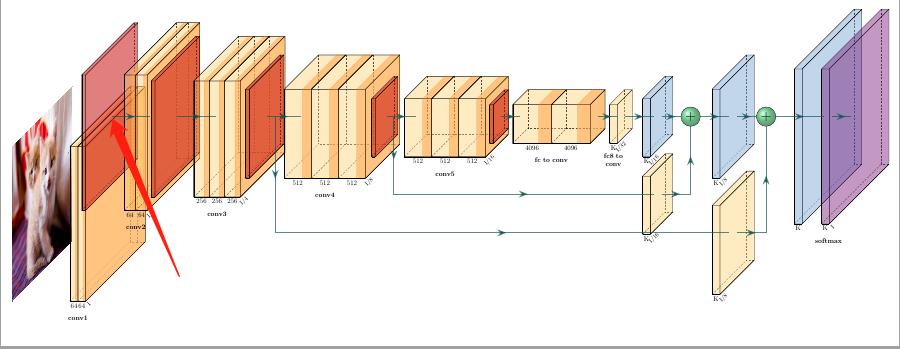 64 64 I
conv1
64 64
conv2
256 256 256 I/4
conv3
512 512 512 I/8
conv4
512 512 512 I/16
conv5
4096 4096
fc to conv
K I/32
fc8 to
conv
K I/16
K I/16
+
K I/8
K I/8
+
K
K I
softmax